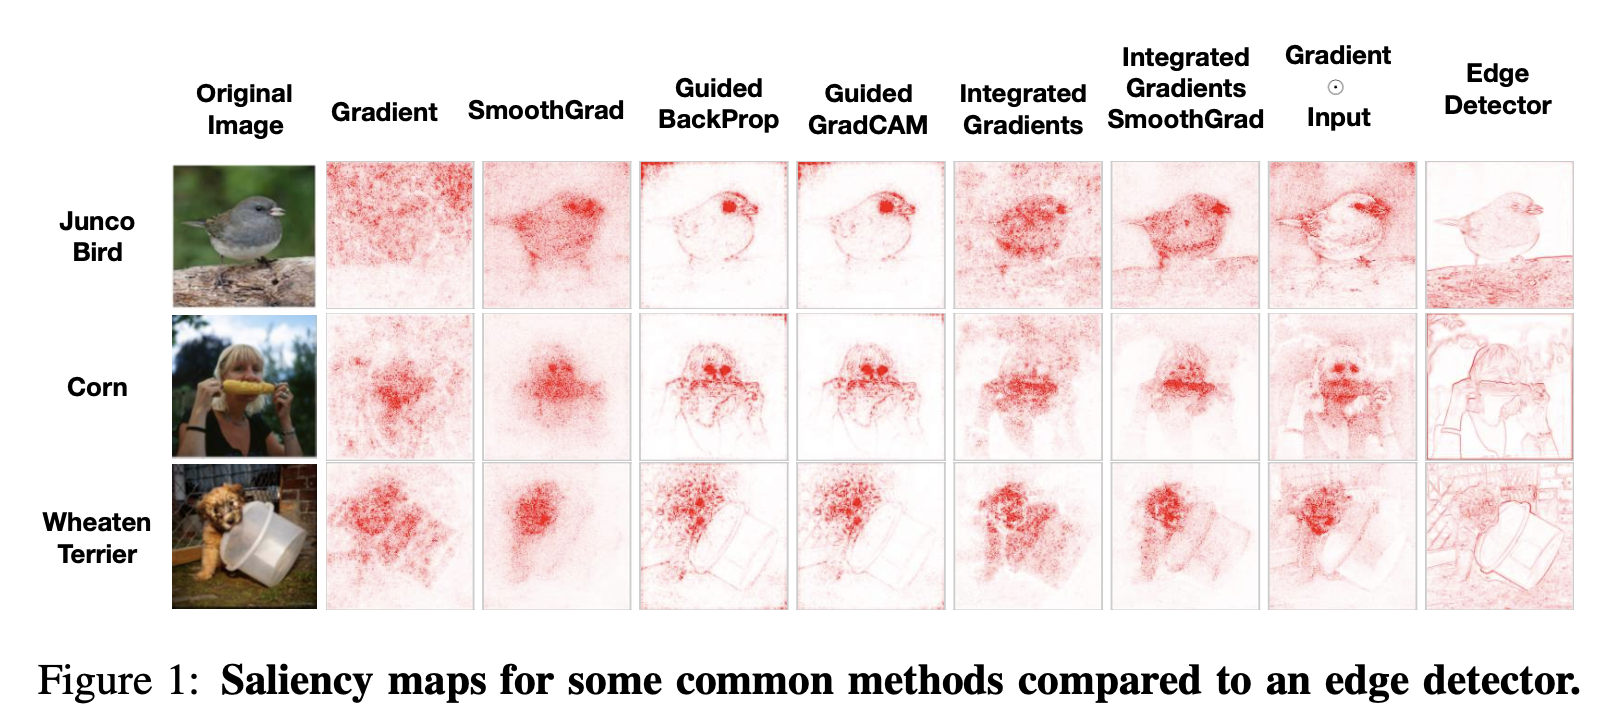 Original
Image
Gradient
SmoothGrad
Guided
BackProp
Guided
GradCAM
Integrated
Gradients
Integrated
Gradients
SmoothGrad
Gradient
⊙
Input
Edge
Detector
Junco
Bird
Corn
Wheaten
Terrier
Figure 1: Saliency maps for some common methods compared to an edge detector.